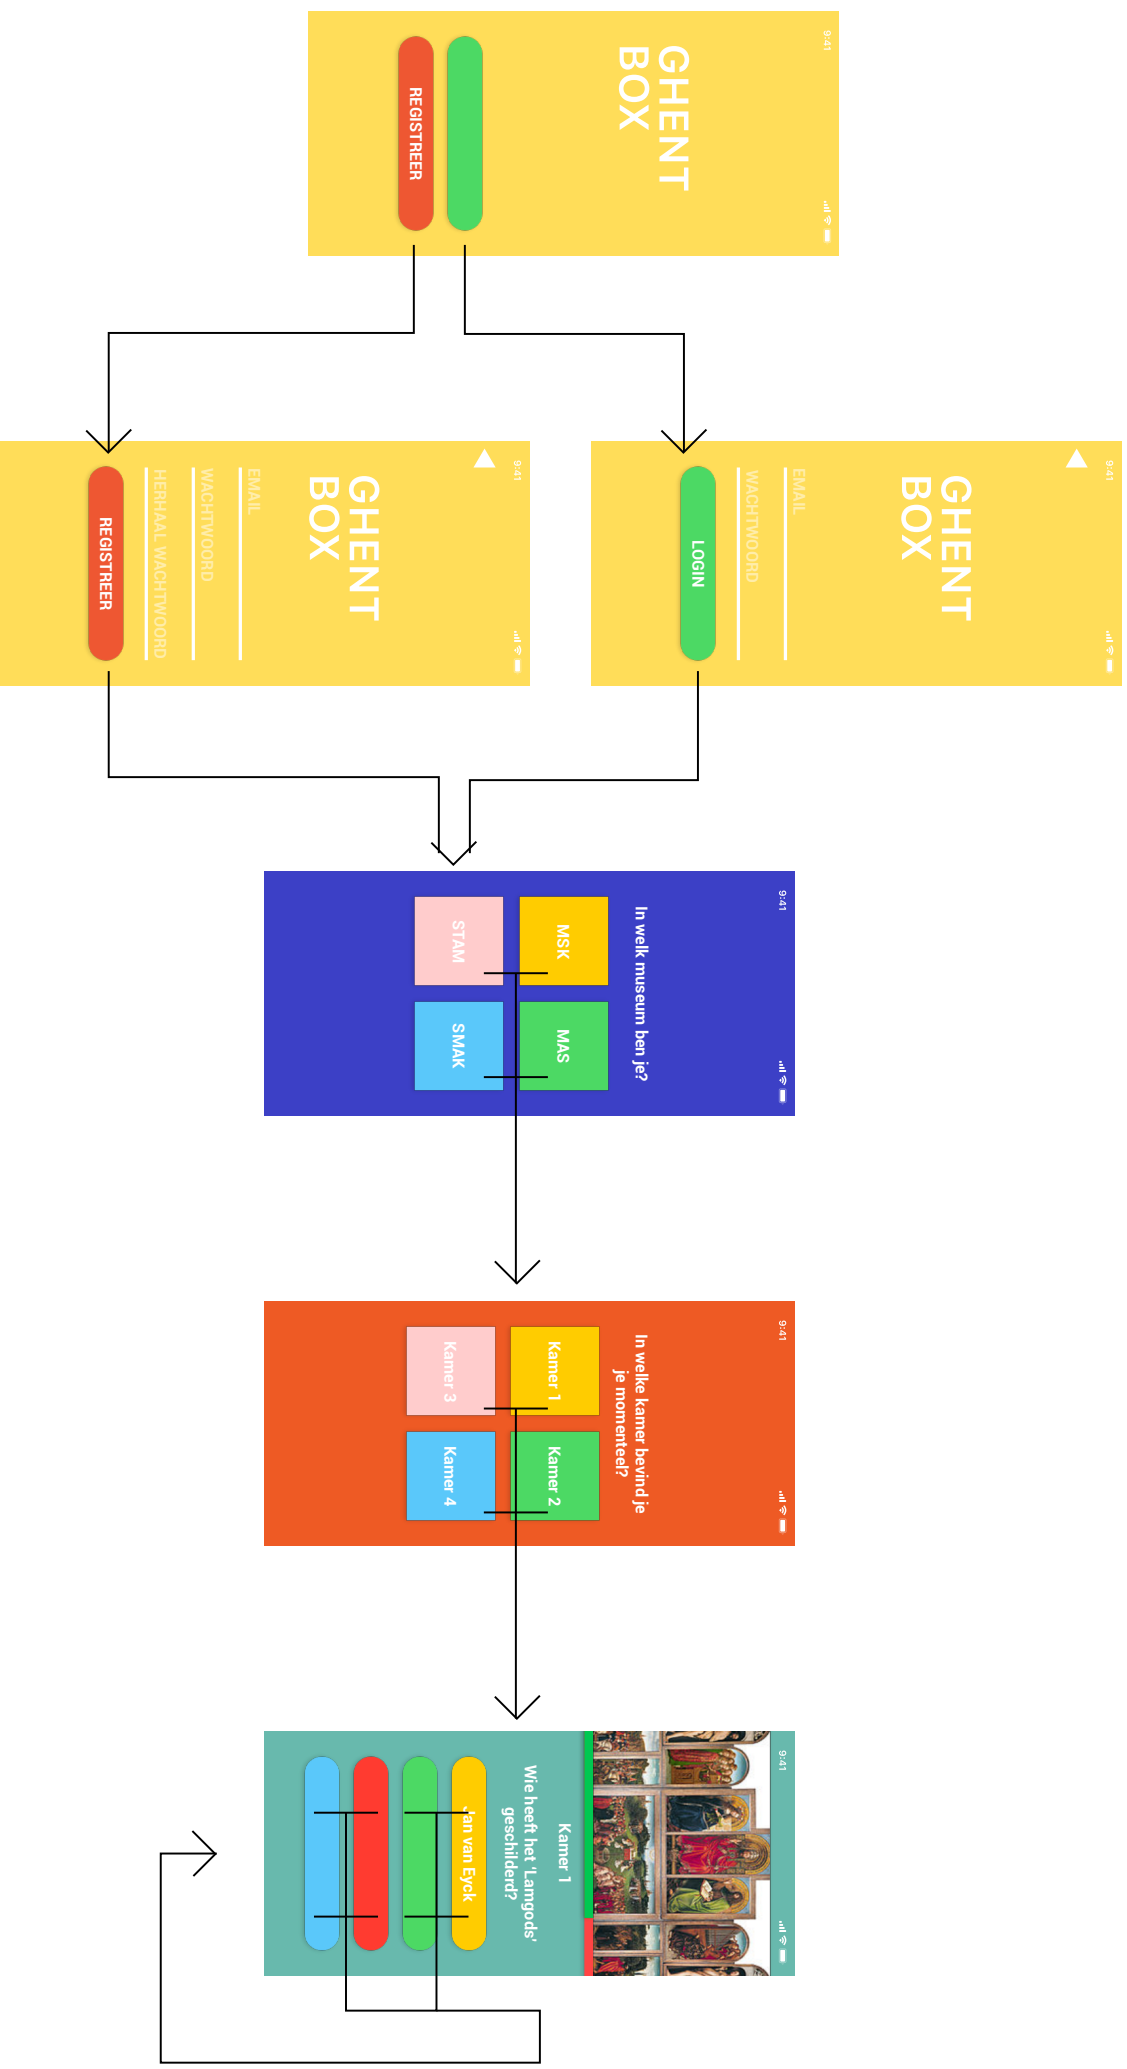 9:41
GHENT
BOX
REGISTREER
9:41
GHENT
BOX
EMAIL
WACHTWOORD
LOGIN
9:41
GHENT
BOX
EMAIL
WACHTWOORD
HERHAAL WACHTWOORD
REGISTREER
9:41
In welk museum ben je?
MSK
MAS
STAM
SMAK
9:41
In welke kamer bevind je
je momenteel?
Kamer 1
Kamer 2
Kamer 3
Kamer 4
9:41
Kamer 1
Wie heeft het 'Lamgods'
geschilderd?
Jan van Eyck